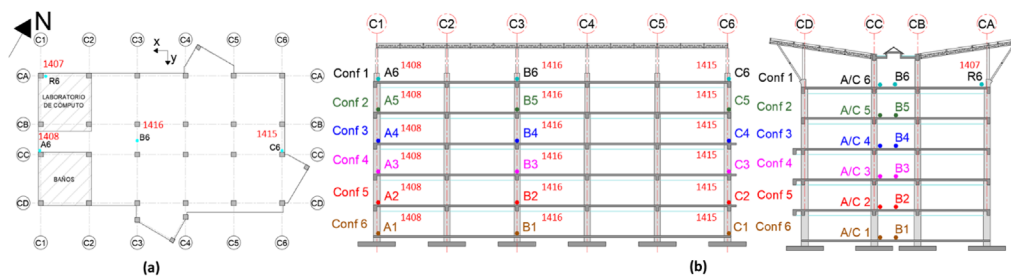 (a)
N
C1 C2 C3 C4 C5 C6
X
y
1407
CA CA
R6
LABORATORIO
DE CÓMPUTO
CB CB
1416
1408 B6 1415
A6 C6
CC CC
BAÑOS
CD CD
C1 C2 C3 C4 C5 C6
(a)
C1 C2 C3 C4 C5 C6
1408 1416 1415
Conf 1 A6 B6 C6
1408 1416 1415
Conf 2 A5 B5 C5
1408 1416 1415
Conf 3 A4 B4 C4
1408 1416 1415
Conf 4 A3 B3 C3
1408 1416 1415
Conf 5 A2 B2 C2
1408 1416 1415
Conf 6 A1 B1 C1
(b)
CD CC CB CA
1407
Conf 1 A/C 6 B6 R6
Conf 2 A/C 5 B5
Conf 3 A/C 4 B4
Conf 4 A/C 3 B3
Conf 5 A/C 2 B2
Conf 6 A/C 1 B1